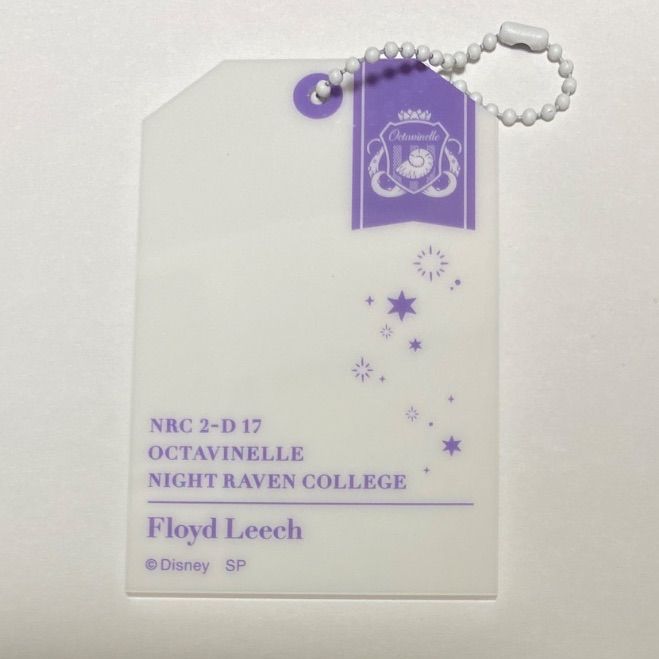 Octavinelle
NRC 2-D 17
OCTAVINELLE
NIGHT RAVEN COLLEGE
Floyd Leech
©Disney SP